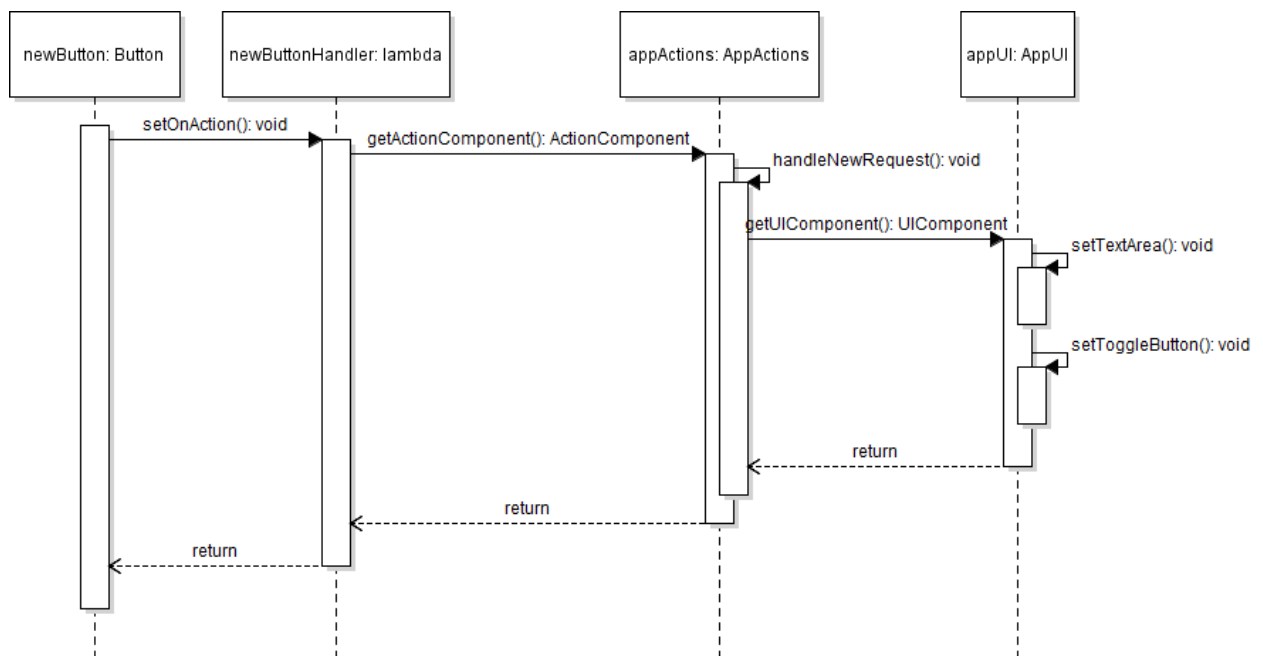 newButton: Button
newButtonHandler: lambda
appActions: AppActions
appUI: AppUI
setOnAction(): void
getActionComponent(): ActionComponent
handleNewRequest(): void
getUIComponent(): UIComponent
setTextArea(): void
setToggleButton(): void
return
return
return